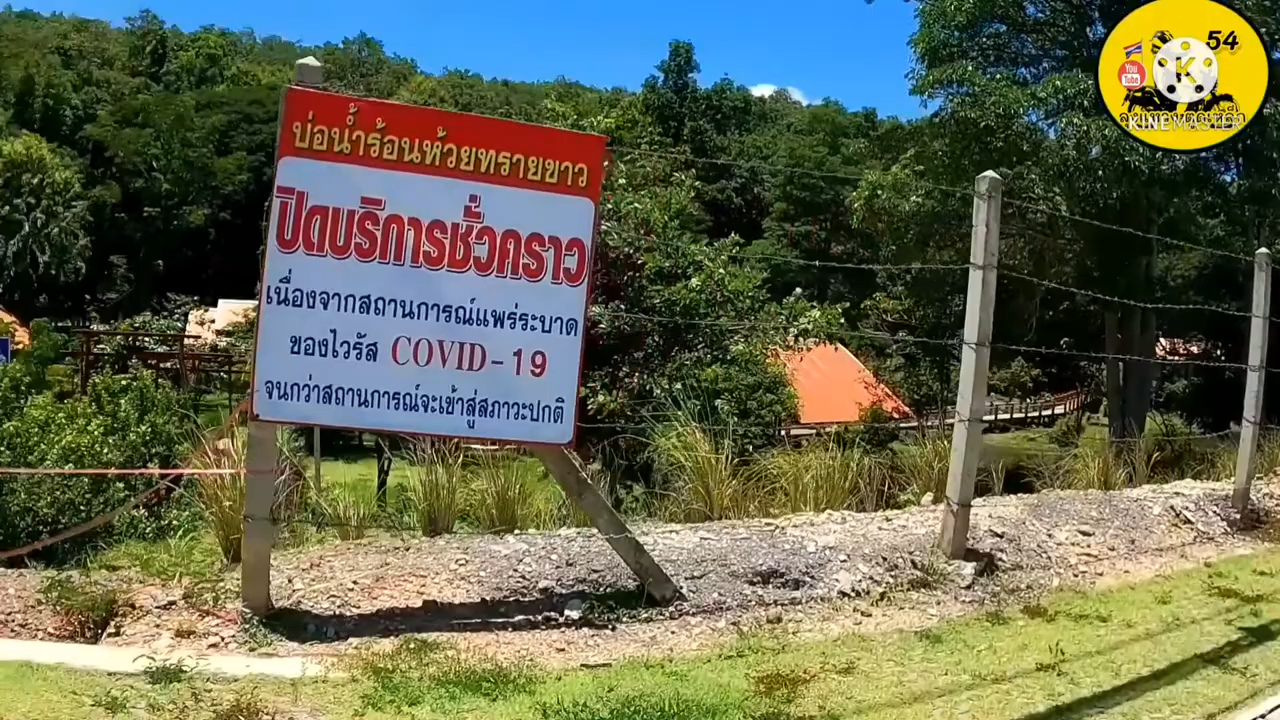 บ่อน้ำร้อนห้วยทรายขาว
ปิดบริการชั่วคราว
เนื่องจากสถานการณ์แพร่ระบาด
ของไวรัส COVID-19
จนกว่าสถานการณ์จะเข้าสู่สภาวะปกติ
54
You
Tube
K
KINEMASTER